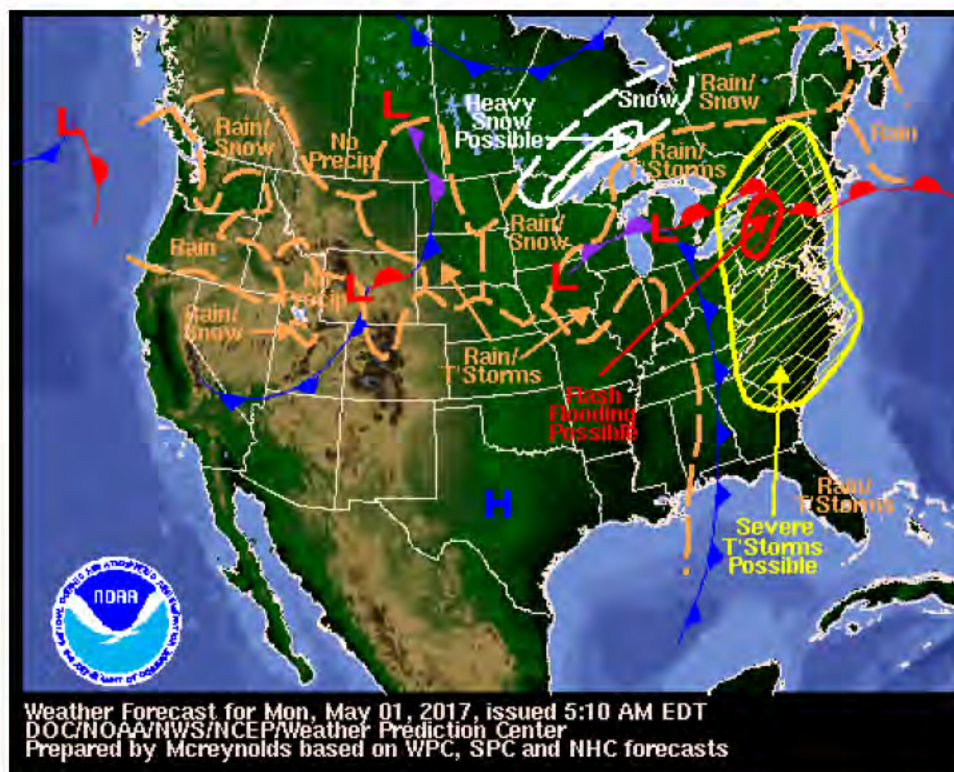 L
L
Rain/
Snow
No
Precip
Heavy
Snow
Possible
Snow
Rain/
Snow
Rain
Rain/
T'Storms
Rain
L
Rain/
Snow
L
L
Rain/
Snow
Rain/
T'Storms
Flash
Flooding
Possible
H
Rain/
T'Storms
Severe
T'Storms
Possible
NOAA
Weather Forecast for Mon, May 01, 2017, issued 5:10 AM EDT
DOC/NOAA/NWS/NCEP/Weather Prediction Center
Prepared by Mcreynolds based on WPC, SPC and NHC forecasts